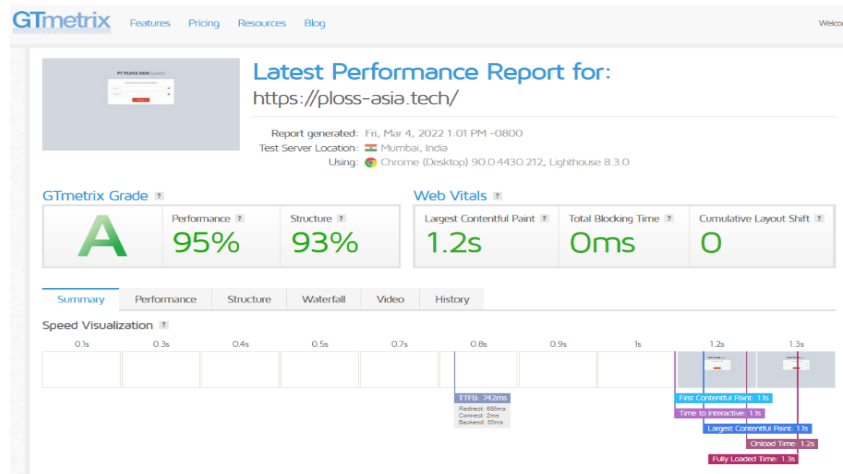 GTmetrix Features Pricing Resources Blog
PT PLOSS ASIA
Latest Performance Report for:
https://ploss-asia.tech/
Report generated: Fri, Mar 4, 2022 1:01 PM -0800
Test Server Location: Mumbai, India
Using: Chrome (Desktop) 90.0.4430.212, Lighthouse 8.3.0
GTmetrix Grade ? Web Vitals ?
Performance ? Structure ? Largest Contentful Paint ? Total Blocking Time ? Cumulative Layout Shift ?
A 95% 93% 1.2s 0ms 0
Summary Performance Structure Waterfall Video History
Speed Visualization ?
0.1s 0.3s 0.4s 0.5s 0.7s 0.8s 0.9s 1s 1.2s 1.3s
TTFB: 742ms First Contentful Paint: 1.1s
Redirect: 685ms
Connect: 2ms Time to Interactive: 1.1s
Backend: 55ms
Largest Contentful Paint: 1.1s
Onload Time: 1.2s
Fully Loaded Time: 1.3s